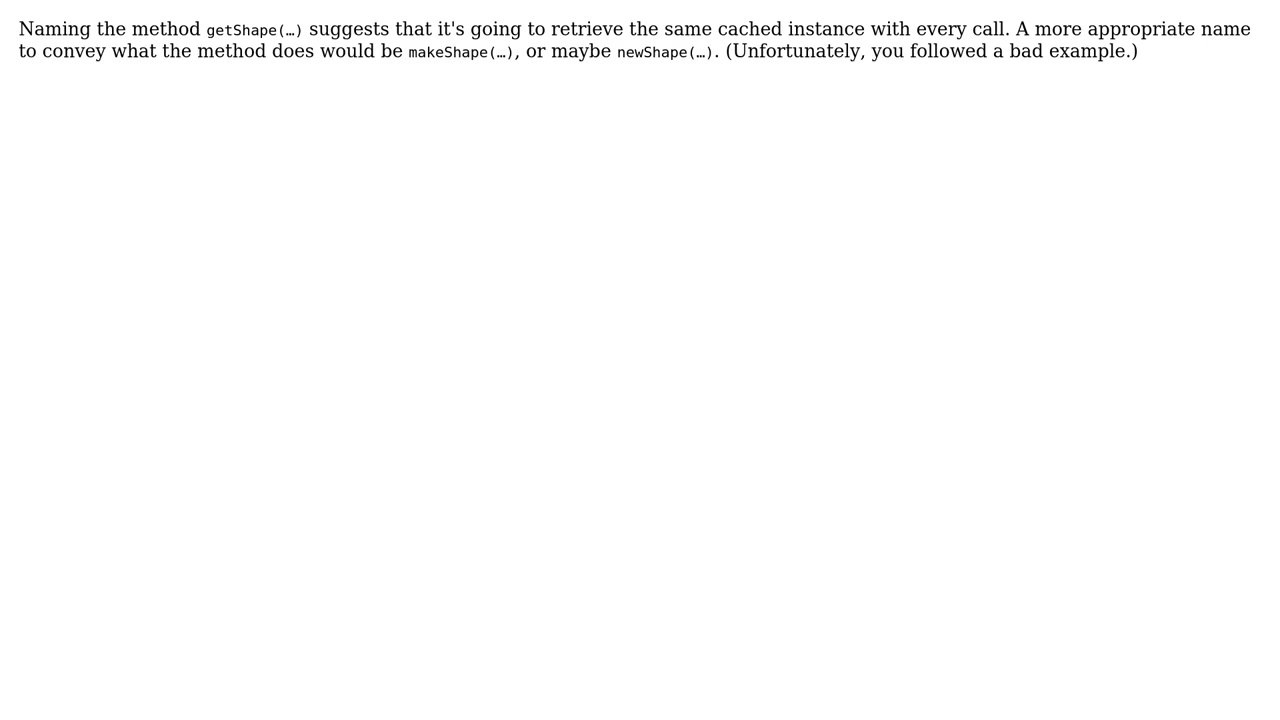 Naming the method getShape(…) suggests that it's going to retrieve the same cached instance with every call. A more appropriate name
to convey what the method does would be makeShape(…), or maybe newShape(…). (Unfortunately, you followed a bad example.)